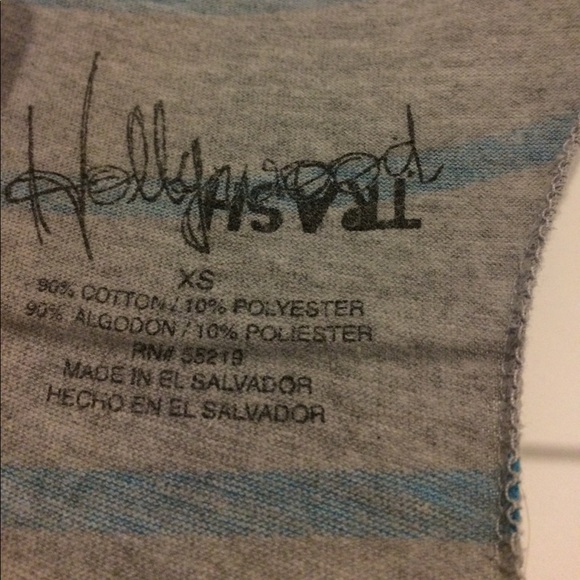 Hollywood
TRASH
XS
90% COTTON / 10% POLYESTER
90% ALGODON / 10% POLIESTER
RN# 58219
MADE IN EL SALVADOR
HECHO EN EL SALVADOR